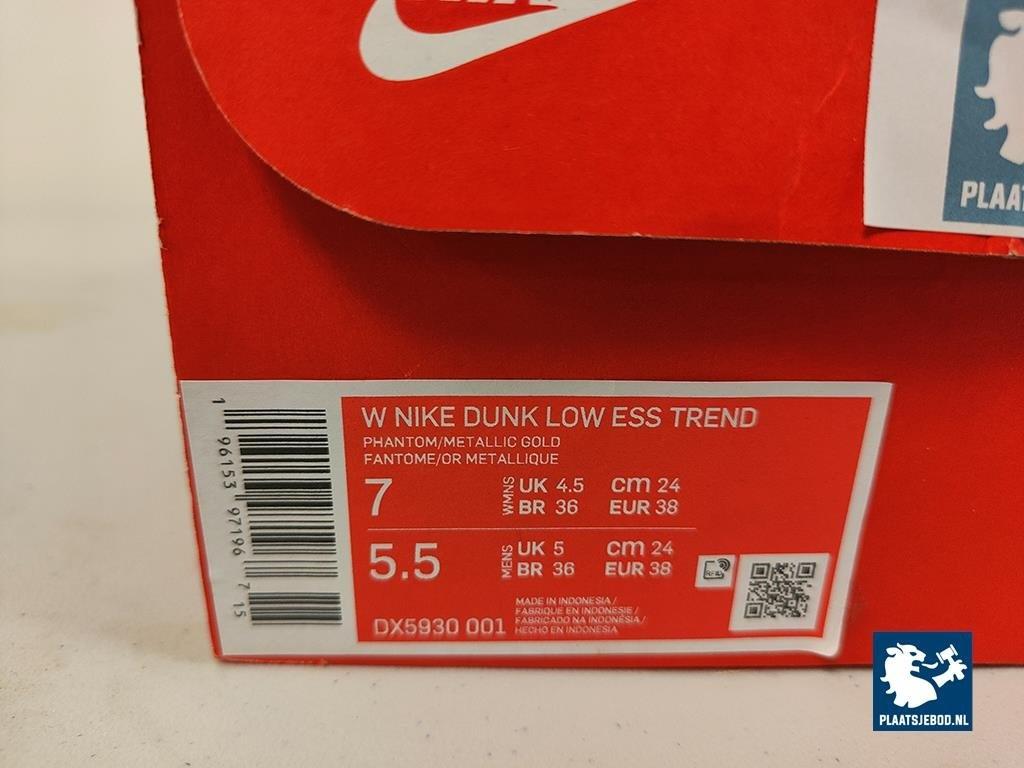 PLAA
W NIKE DUNK LOW ESS TREND
PHANTOM/METALLIC GOLD
FANTOME/OR METALLIQUE
7 WMNS UK 4.5 cm 24
BR 36 EUR 38
5.5 MENS UK 5 cm 24
BR 36 EUR 38
RFID
MADE IN INDONESIA /
FABRIQUE EN INDONESIE /
FABRICADO NA INDONÉSIA /
HECHO EN INDONESIA
DX5930 001
1 96153 97196 7 15
PLAATSJEBOD.NL